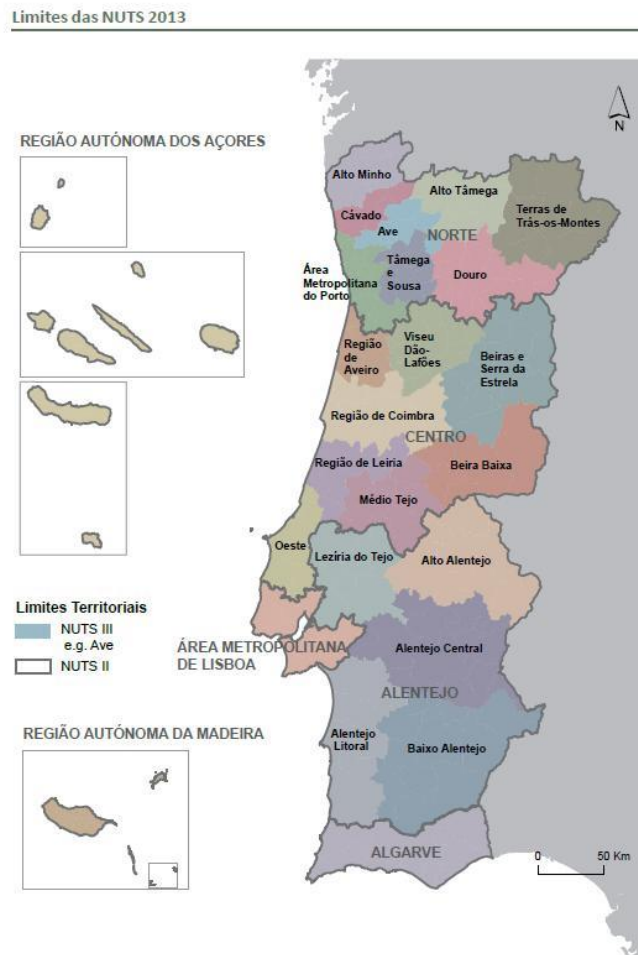 Limites das NUTS 2013
N
REGIÃO AUTÓNOMA DOS AÇORES
Alto Minho
Alto Tâmega
Terras de
Trás-os-Montes
Cávado
Ave
NORTE
Área
Metropolitana
do Porto
Tâmega
e
Sousa
Douro
Região
de
Aveiro
Viseu
Dão-
Lafões
Beiras e
Serra da
Estrela
Região de Coimbra
CENTRO
Região de Leiria
Beira Baixa
Médio Tejo
Oeste
Lezíria do Tejo
Alto Alentejo
Limites Territoriais
NUTS III
e.g. Ave
NUTS II
ÁREA METROPOLITANA
DE LISBOA
Alentejo Central
ALENTEJO
REGIÃO AUTÓNOMA DA MADEIRA
Alentejo
Litoral
Baixo Alentejo
ALGARVE
0 50 Km